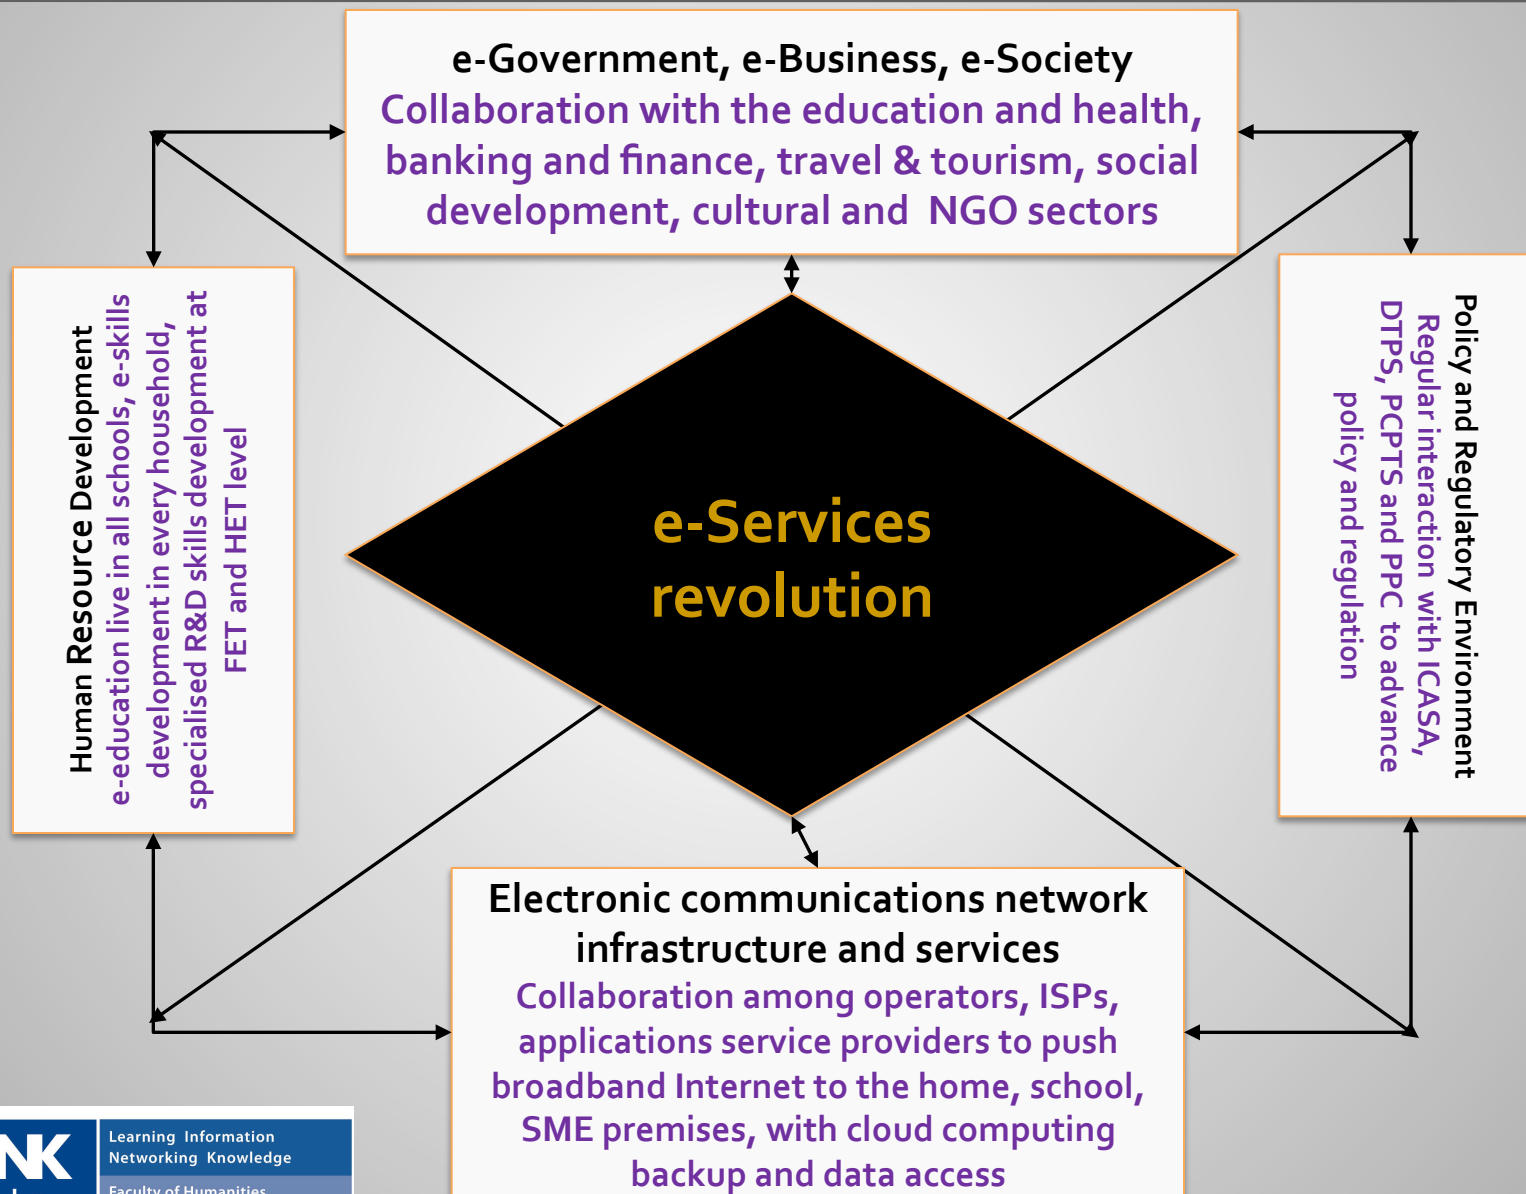 e-Government, e-Business, e-Society
Collaboration with the education and health,
banking and finance, travel & tourism, social
development, cultural and NGO sectors
Human Resource Development
e-education live in all schools, e-skills
development in every household,
specialised R&D skills development at
FET and HET level
e-Services
revolution
Policy and Regulatory Environment
Regular interaction with ICASA,
DTPS, PCPTS and PPC to advance
policy and regulation
Electronic communications network
infrastructure and services
Collaboration among operators, ISPs,
applications service providers to push
broadband Internet to the home, school,
SME premises, with cloud computing
backup and data access
NK
Learning Information
Networking Knowledge
Faculty of Humanities